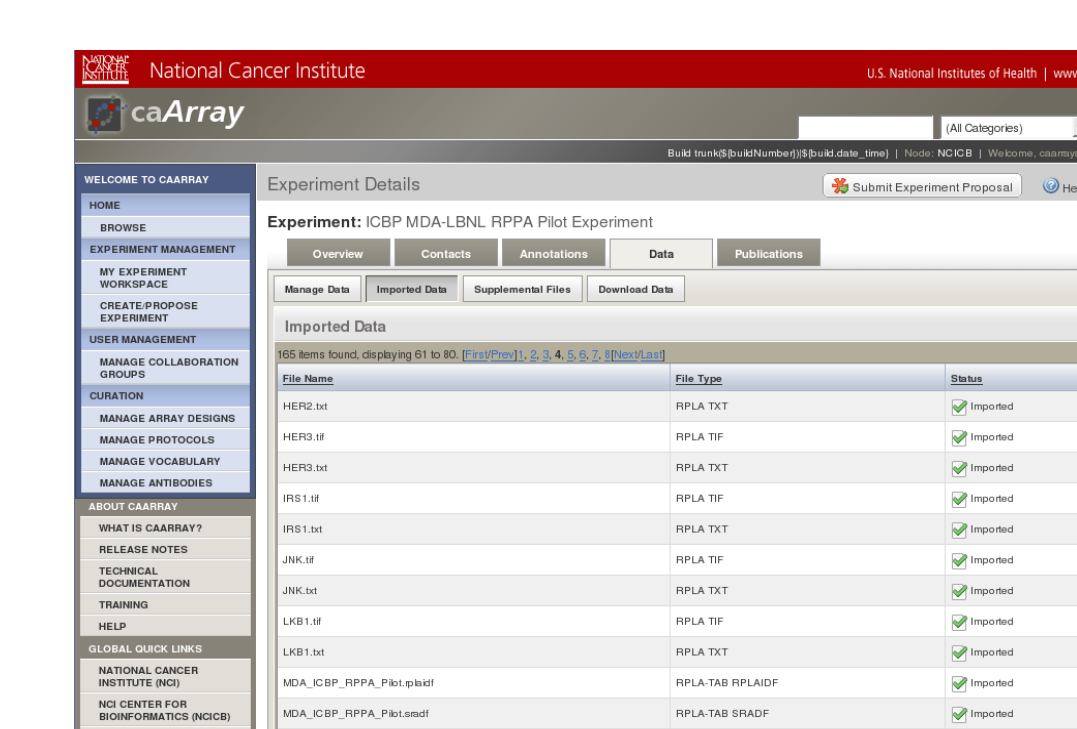 NATIONAL CANCER INSTITUTE
National Cancer Institute
U.S. National Institutes of Health | www
caArray
(All Categories)
Build trunk(${buildNumber})|${build.date_time} | Node: NCICB | Welcome, caarray
WELCOME TO CAARRAY
HOME
BROWSE
EXPERIMENT MANAGEMENT
MY EXPERIMENT
WORKSPACE
CREATE/PROPOSE
EXPERIMENT
USER MANAGEMENT
MANAGE COLLABORATION
GROUPS
CURATION
MANAGE ARRAY DESIGNS
MANAGE PROTOCOLS
MANAGE VOCABULARY
MANAGE ANTIBODIES
ABOUT CAARRAY
WHAT IS CAARRAY?
RELEASE NOTES
TECHNICAL
DOCUMENTATION
TRAINING
HELP
GLOBAL QUICK LINKS
NATIONAL CANCER
INSTITUTE (NCI)
NCI CENTER FOR
BIOINFORMATICS (NCICB)
Experiment Details
Submit Experiment Proposal
? He
Experiment: ICBP MDA-LBNL RPPA Pilot Experiment
Overview Contacts Annotations Data Publications
Manage Data Imported Data Supplemental Files Download Data
Imported Data
165 items found, displaying 61 to 80. [First/Prev]1, 2, 3, 4, 5, 6, 7, 8[Next/Last]
File Name File Type Status
HER2.txt RPLA TXT Imported
HER3.tif RPLA TIF Imported
HER3.txt RPLA TXT Imported
IRS1.tif RPLA TIF Imported
IRS1.txt RPLA TXT Imported
JNK.tif RPLA TIF Imported
JNK.txt RPLA TXT Imported
LKB1.tif RPLA TIF Imported
LKB1.txt RPLA TXT Imported
MDA_ICBP_RPPA_Pilot.rplaidf RPLA-TAB RPLAIDF Imported
MDA_ICBP_RPPA_Pilot.sradf RPLA-TAB SRADF Imported